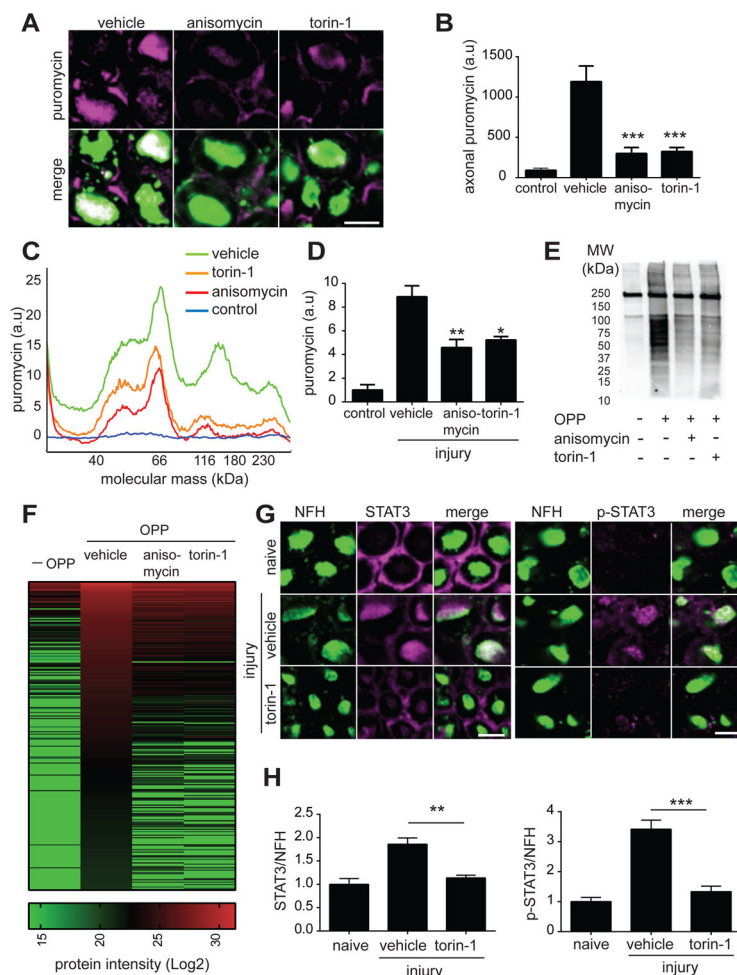 A
vehicle anisomycin torin-1
puromycin
merge
B
axonal puromycin (a.u)
1500
1000
500
0
*** ***
control vehicle aniso- torin-1
mycin
C
puromycin (a.u)
25
20
15
10
5
0
vehicle
torin-1
anisomycin
control
40 66 116 180 230
molecular mass (kDa)
D
puromycin (a.u)
10
8
6
4
2
0
** *
control vehicle aniso-torin-1
mycin
injury
E
MW
(kDa)
250
150
100
75
50
37
25
15
10
OPP - + + +
anisomycin - - + -
torin-1 - - - +
F
OPP
— OPP vehicle aniso- torin-1
mycin
15 20 25 30
protein intensity (Log2)
G
NFH STAT3 merge NFH p-STAT3 merge
naive
injury
vehicle
torin-1
H
STAT3/NFH
2.5
2.0
1.5
1.0
0.5
0.0
**
naive vehicle torin-1
injury
p-STAT3/NFH
4
3
2
1
0
***
naive vehicle torin-1
injury